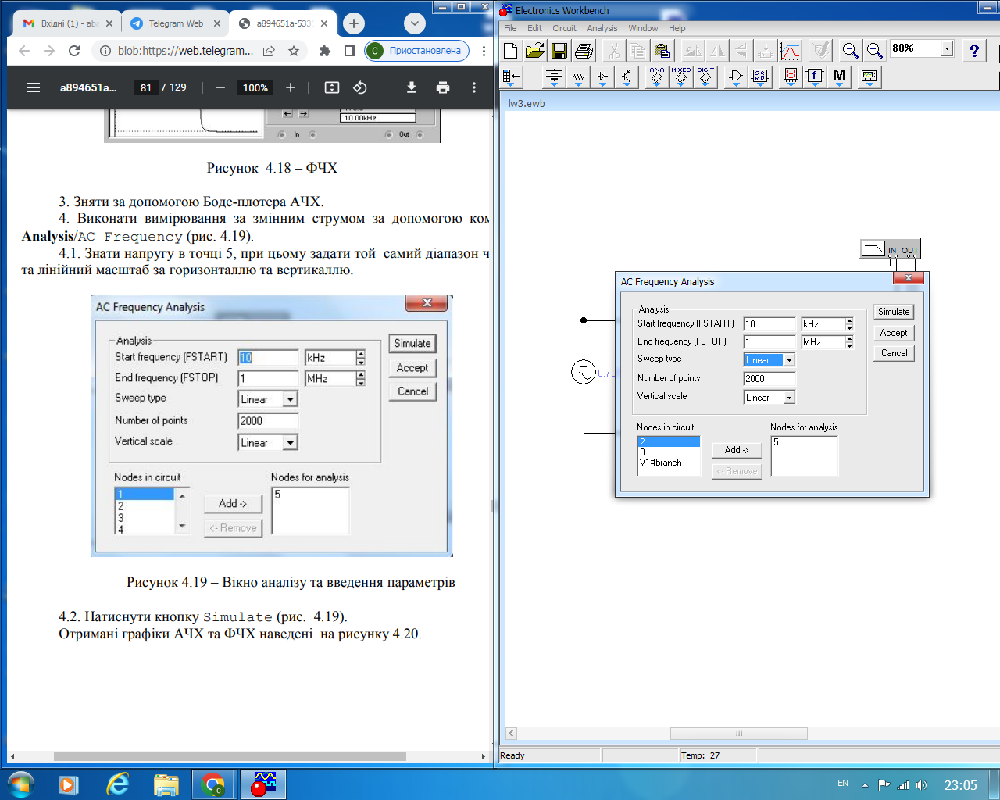 Вхідні (1) - aba
Telegram Web
a894651a-5335
blob:https://web.telegram...
C Приостановлена
a894651a... 81 / 129 100%
10.00kHz
In Out
Рисунок 4.18 – ФЧХ
3. Зняти за допомогою Боде-плотера АЧХ.
4. Виконати вимірювання за змінним струмом за допомогою ком
Analysis/AC Frequency (рис. 4.19).
4.1. Знати напругу в точці 5, при цьому задати той самий діапазон ч
та лінійний масштаб за горизонталлю та вертикаллю.
AC Frequency Analysis
Analysis
Start frequency (FSTART) 10 kHz
End frequency (FSTOP) 1 MHz
Sweep type Linear
Number of points 2000
Vertical scale Linear
Simulate
Accept
Cancel
Nodes in circuit
1
2
3
4
Add ->
<- Remove
Nodes for analysis
5
Рисунок 4.19 – Вікно аналізу та введення параметрів
4.2. Натиснути кнопку Simulate (рис. 4.19).
Отримані графіки АЧХ та ФЧХ наведені на рисунку 4.20.
Electronics Workbench
File Edit Circuit Analysis Window Help
80%
?
ANA MIXED DIGIT
f M
lw3.ewb
IN OUT
0.70
AC Frequency Analysis
Analysis
Start frequency (FSTART) 10 kHz
End frequency (FSTOP) 1 MHz
Sweep type Linear
Number of points 2000
Vertical scale Linear
Simulate
Accept
Cancel
Nodes in circuit
2
3
V1#branch
Add ->
<- Remove
Nodes for analysis
5
Ready Temp: 27
EN 23:05